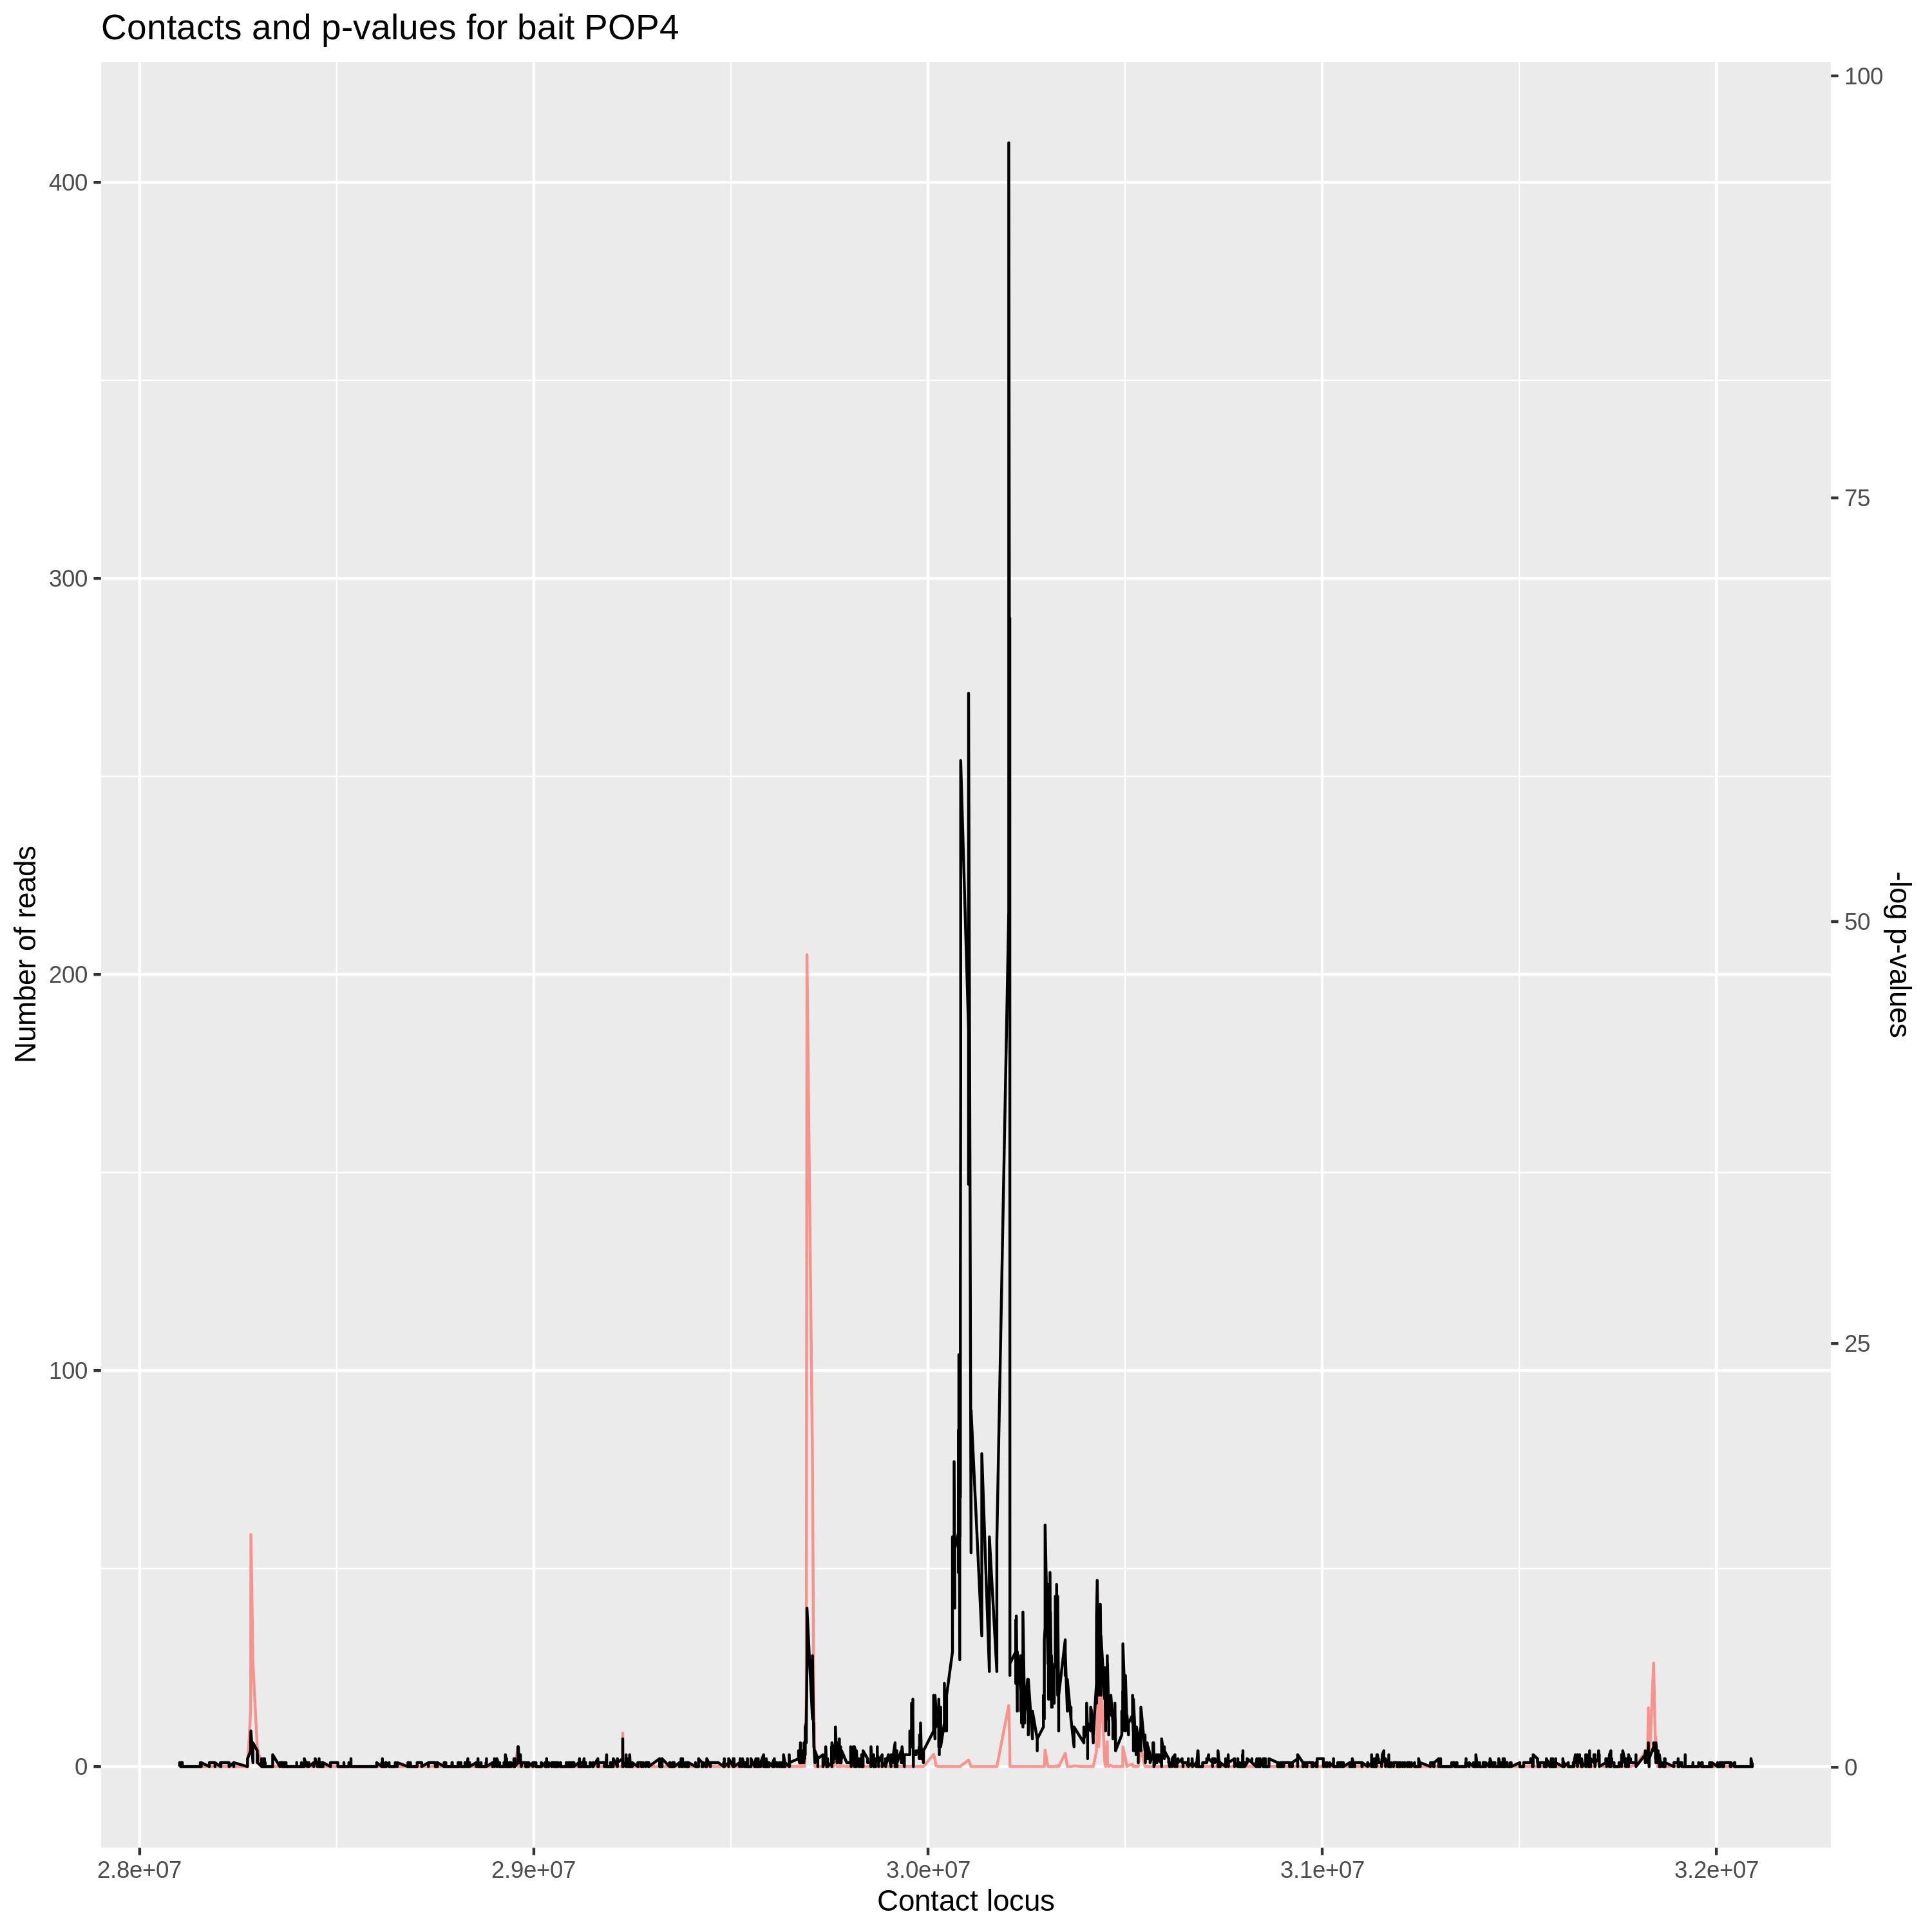 Contacts and p-values for bait POP4
Number of reads
400
300
200
100
0
100
75
50
25
0
-log p-values
2.8e+07
2.9e+07
3.0e+07
3.1e+07
3.2e+07
Contact locus